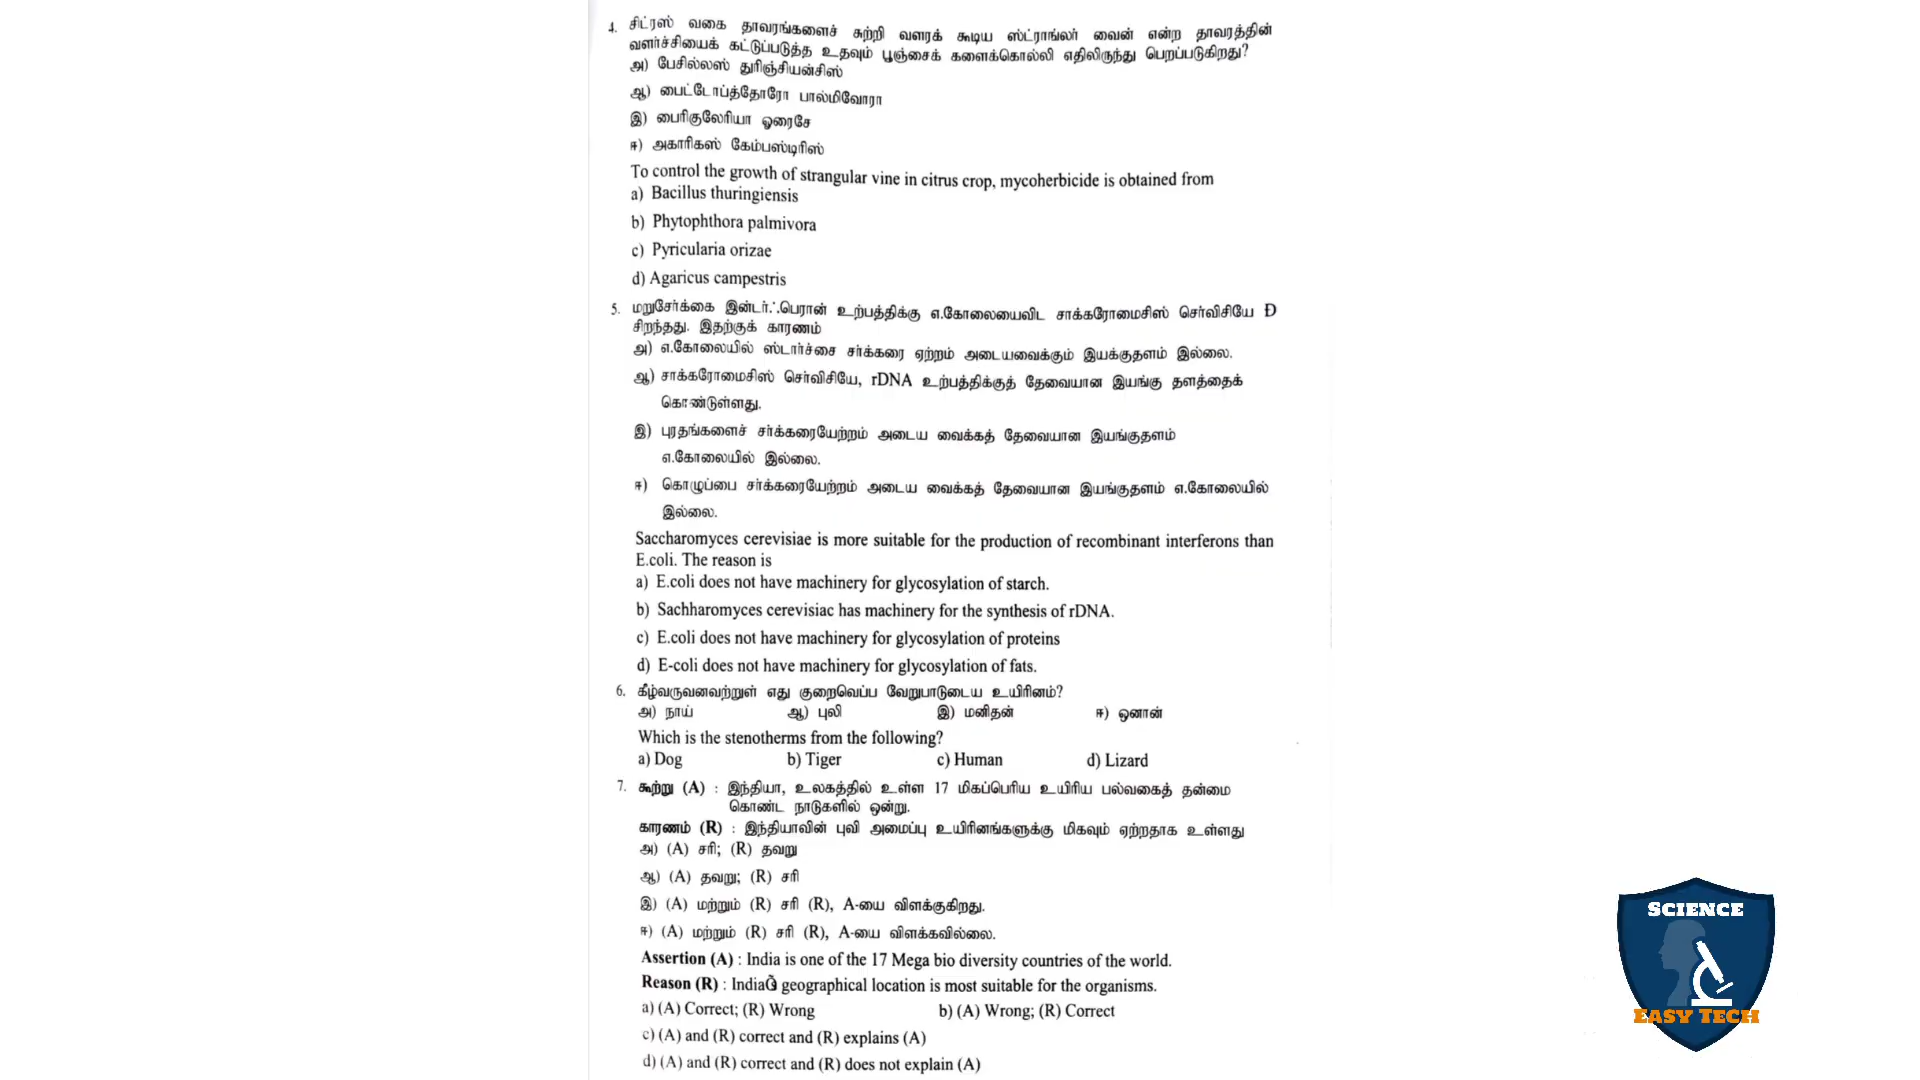 4. சிட்ரஸ் வகை தாவரங்களைச் சுற்றி வளரக் கூடிய ஸ்ட்ராங்லர் வைன் என்ற தாவரத்தின்
வளர்ச்சியைக் கட்டுப்படுத்த உதவும் பூஞ்சைக் களைக்கொல்லி எதிலிருந்து பெறப்படுகிறது?
அ) பேசில்லஸ் துரிஞ்சியன்சிஸ்
ஆ) பைட்டோப்த்தோரோ பால்மிவோரா
இ) பைரிகுலேரியா ஓரைசே
ஈ) அகாரிகஸ் கேம்பஸ்டிரிஸ்
To control the growth of strangular vine in citrus crop, mycoherbicide is obtained from
a) Bacillus thuringiensis
b) Phytophthora palmivora
c) Pyricularia orizae
d) Agaricus campestris
5. மறுசேர்க்கை இன்டர்ஃபெரான் உற்பத்திக்கு எ.கோலையைவிட சாக்கரோமைசிஸ் செர்விசியே Ð
சிறந்தது. இதற்குக் காரணம்
அ) எ.கோலையில் ஸ்டார்ச்சை சர்க்கரை ஏற்றம் அடையவைக்கும் இயக்குதளம் இல்லை.
ஆ) சாக்கரோமைசிஸ் செர்விசியே, rDNA உற்பத்திக்குத் தேவையான இயங்கு தளத்தைக்
கொண்டுள்ளது.
இ) புரதங்களைச் சர்க்கரையேற்றம் அடைய வைக்கத் தேவையான இயங்குதளம்
எ.கோலையில் இல்லை.
ஈ) கொழுப்பை சர்க்கரையேற்றம் அடைய வைக்கத் தேவையான இயங்குதளம் எ.கோலையில்
இல்லை.
Saccharomyces cerevisiae is more suitable for the production of recombinant interferons than
E.coli. The reason is
a) E.coli does not have machinery for glycosylation of starch.
b) Sachharomyces cerevisiac has machinery for the synthesis of rDNA.
c) E.coli does not have machinery for glycosylation of proteins
d) E-coli does not have machinery for glycosylation of fats.
6. கீழ்வருவனவற்றுள் எது குறைவெப்ப வேறுபாடுடைய உயிரினம்?
அ) நாய் ஆ) புலி இ) மனிதன் ஈ) ஒனான்
Which is the stenotherms from the following?
a) Dog b) Tiger c) Human d) Lizard
7. கூற்று (A) : இந்தியா, உலகத்தில் உள்ள 17 மிகப்பெரிய உயிரிய பல்வகைத் தன்மை
கொண்ட நாடுகளில் ஒன்று.
காரணம் (R) : இந்தியாவின் புவி அமைப்பு உயிரினங்களுக்கு மிகவும் ஏற்றதாக உள்ளது
அ) (A) சரி; (R) தவறு
ஆ) (A) தவறு; (R) சரி
இ) (A) மற்றும் (R) சரி (R), A-யை விளக்குகிறது.
ஈ) (A) மற்றும் (R) சரி (R), A-யை விளக்கவில்லை.
Assertion (A) : India is one of the 17 Mega bio diversity countries of the world.
Reason (R) : India geographical location is most suitable for the organisms.
a) (A) Correct; (R) Wrong b) (A) Wrong; (R) Correct
c) (A) and (R) correct and (R) explains (A)
d) (A) and (R) correct and (R) does not explain (A)
SCIENCE
EASY TECH